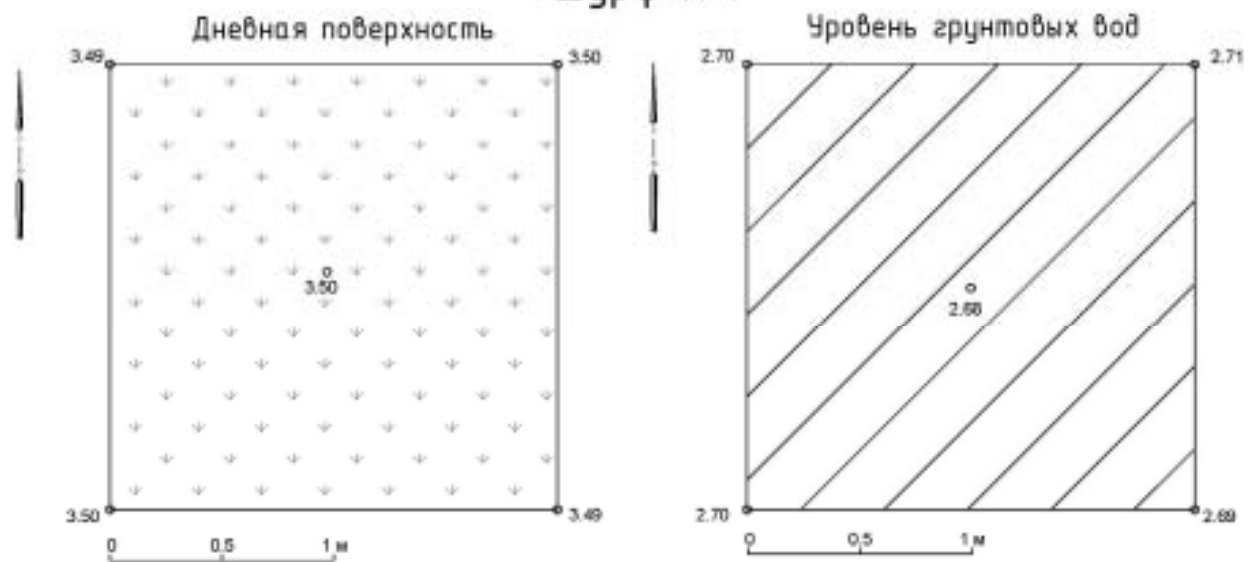 Дневная поверхность
3.49
3.50
3.50
3.50
3.49
0 0.5 1 м
Уровень грунтовых вод
2.70
2.71
2.68
2.70
2.69
0 0.5 1 м